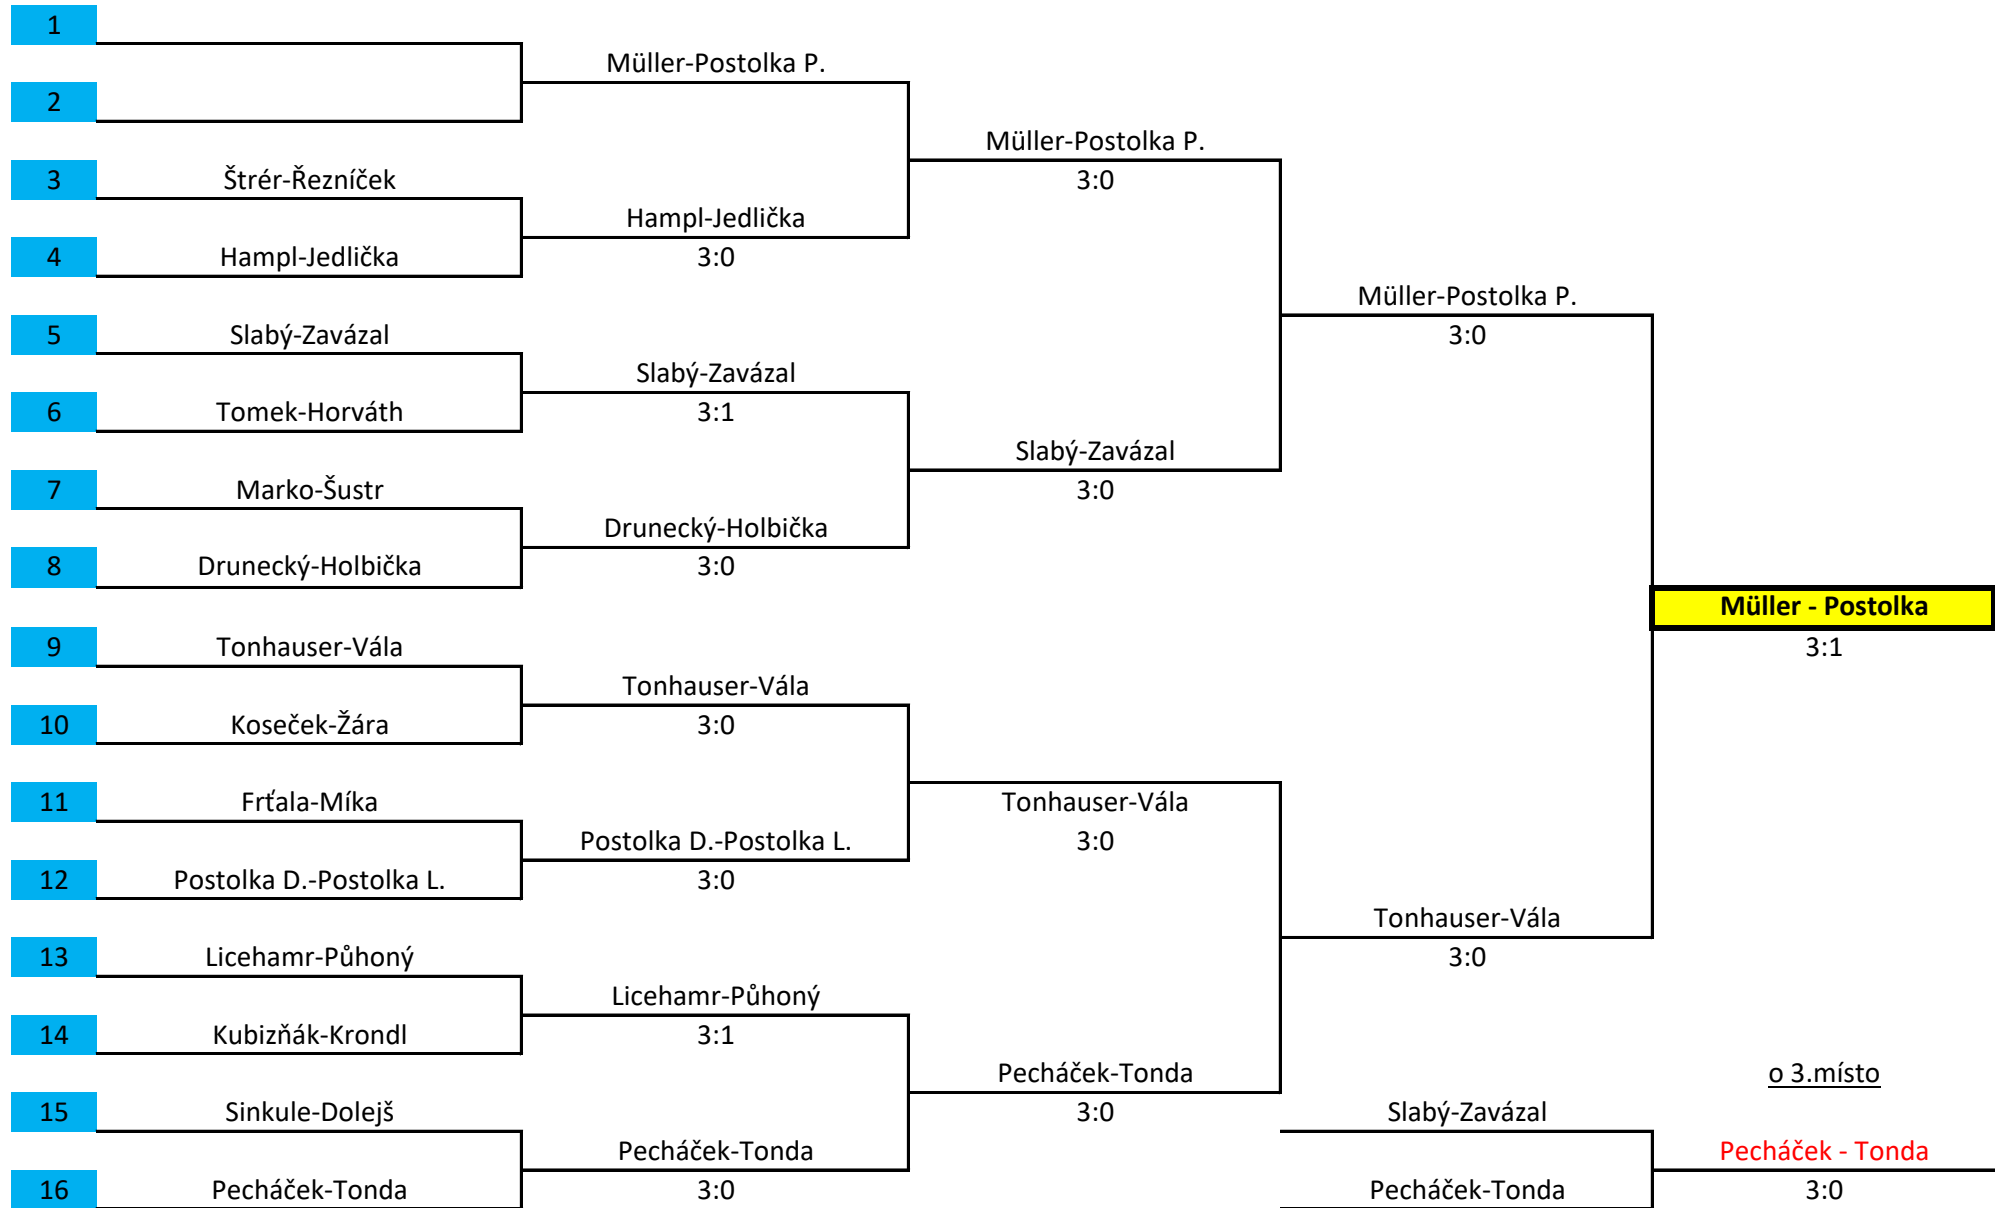 1
Müller-Postolka P.
2
Müller-Postolka P.
3 Štrér-Řezníček 3:0
Hampl-Jedlička
4 Hampl-Jedlička 3:0
Müller-Postolka P.
5 Slabý-Zavázal 3:0
Slabý-Zavázal
6 Tomek-Horváth 3:1
Slabý-Zavázal
7 Marko-Šustr 3:0
Drunecký-Holbička
8 Drunecký-Holbička 3:0
Müller - Postolka
9 Tonhauser-Vála 3:1
Tonhauser-Vála
10 Koseček-Žára 3:0
11 Frťala-Míka Tonhauser-Vála
Postolka D.-Postolka L. 3:0
12 Postolka D.-Postolka L. 3:0
Tonhauser-Vála
13 Licehamr-Půhoný 3:0
Licehamr-Půhoný
14 Kubizňák-Krondl 3:1
Pecháček-Tonda o 3.místo
15 Sinkule-Dolejš 3:0 Slabý-Zavázal
Pecháček-Tonda Pecháček - Tonda
16 Pecháček-Tonda 3:0 Pecháček-Tonda 3:0